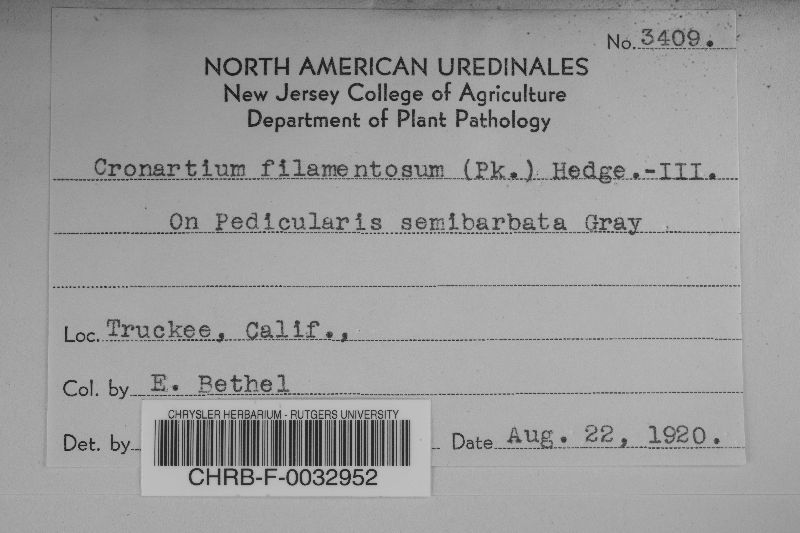 No. 3409.
NORTH AMERICAN UREDINALES
New Jersey College of Agriculture
Department of Plant Pathology
Cronartium filamentosum (Pk.) Hedge.-III.
On Pedicularis semibarbata Gray
Loc. Truckee, Calif.,
Col. by E. Bethel
Det. by Date Aug. 22, 1920.
CHRYSLER HERBARIUM - RUTGERS UNIVERSITY
CHRB-F-0032952